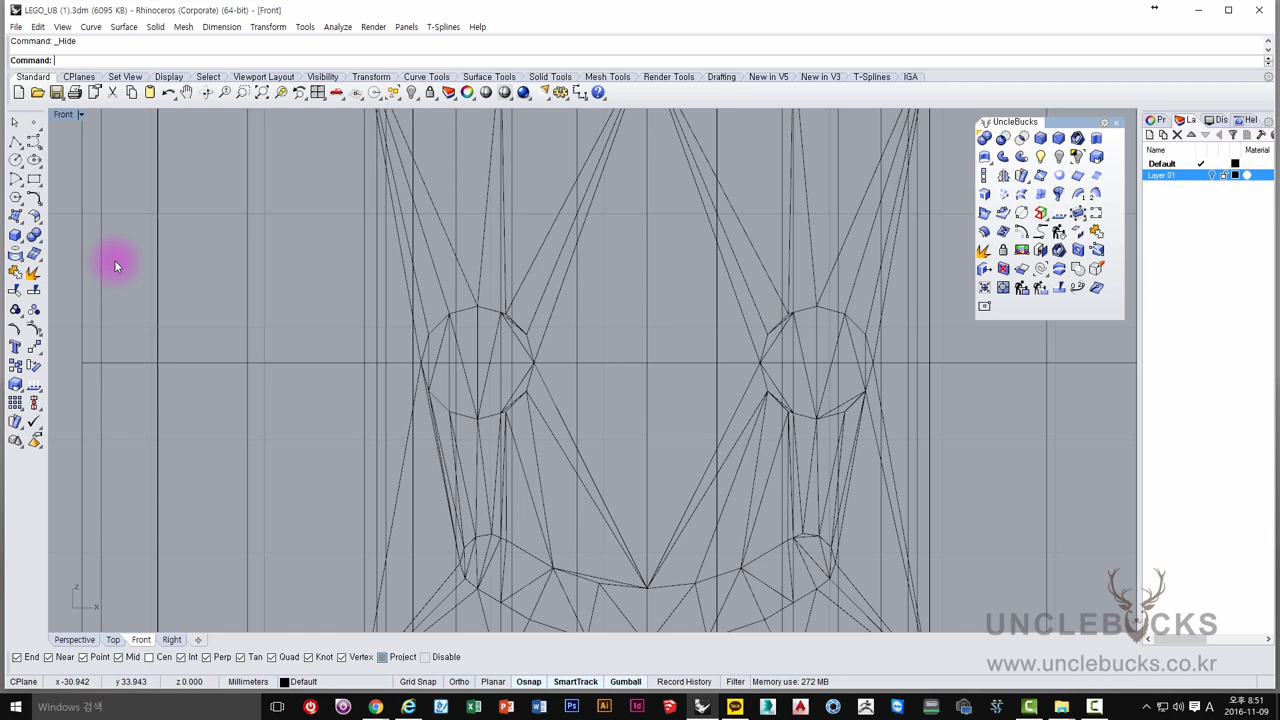 LEGO_UB (1).3dm (6095 KB) - Rhinoceros (Corporate) (64-bit) - [Front]
File Edit View Curve Surface Solid Mesh Dimension Transform Tools Analyze Render Panels T-Splines Help
Command: _Hide
Command:
Standard CPlanes Set View Display Select Viewport Layout Visibility Transform Curve Tools Surface Tools Solid Tools Mesh Tools Render Tools Drafting New in V5 New in V3 T-Splines IGA
Front
UncleBucks
Pr La Dis Hel
Name Material
Default
Layer 01
z
x
UNCLEBUCKS
www.unclebucks.co.kr
Perspective Top Front Right
End Near Point Mid Cen Int Perp Tan Quad Knot Vertex Project Disable
CPlane x -30.942 y 33.943 z 0.000 Millimeters Default Grid Snap Ortho Planar Osnap SmartTrack Gumball Record History Filter Memory use: 272 MB
Windows 검색
A 오후 8:51
2016-11-09